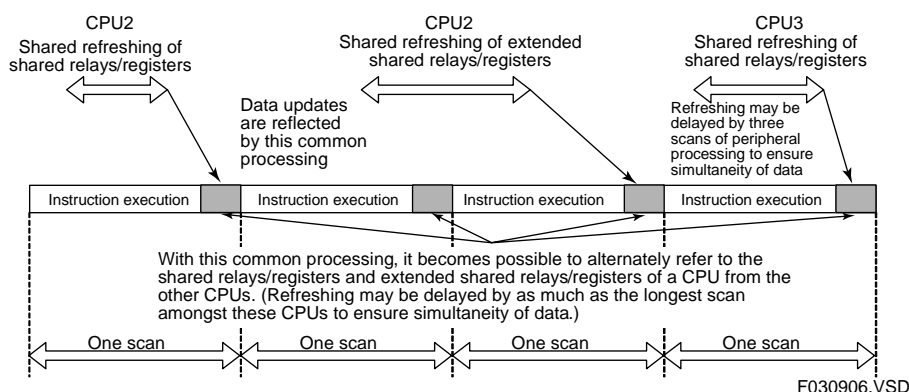 CPU2
Shared refreshing of
shared relays/registers
CPU2
Shared refreshing of extended
shared relays/registers
CPU3
Shared refreshing of
shared relays/registers
Data updates
are reflected
by this common
processing
Refreshing may be
delayed by three
scans of peripheral
processing to ensure
simultaneity of data
Instruction execution
Instruction execution
Instruction execution
Instruction execution
With this common processing, it becomes possible to alternately refer to the
shared relays/registers and extended shared relays/registers of a CPU from the
other CPUs. (Refreshing may be delayed by as much as the longest scan
amongst these CPUs to ensure simultaneity of data.)
One scan
One scan
One scan
One scan
F030906.VSD